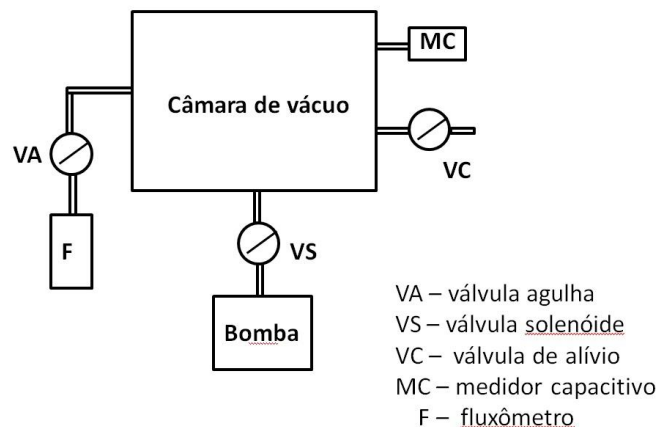 MC
Câmara de vácuo
VA
VC
F
VS
Bomba
VA – válvula agulha
VS – válvula solenóide
VC – válvula de alívio
MC – medidor capacitivo
F – fluxômetro